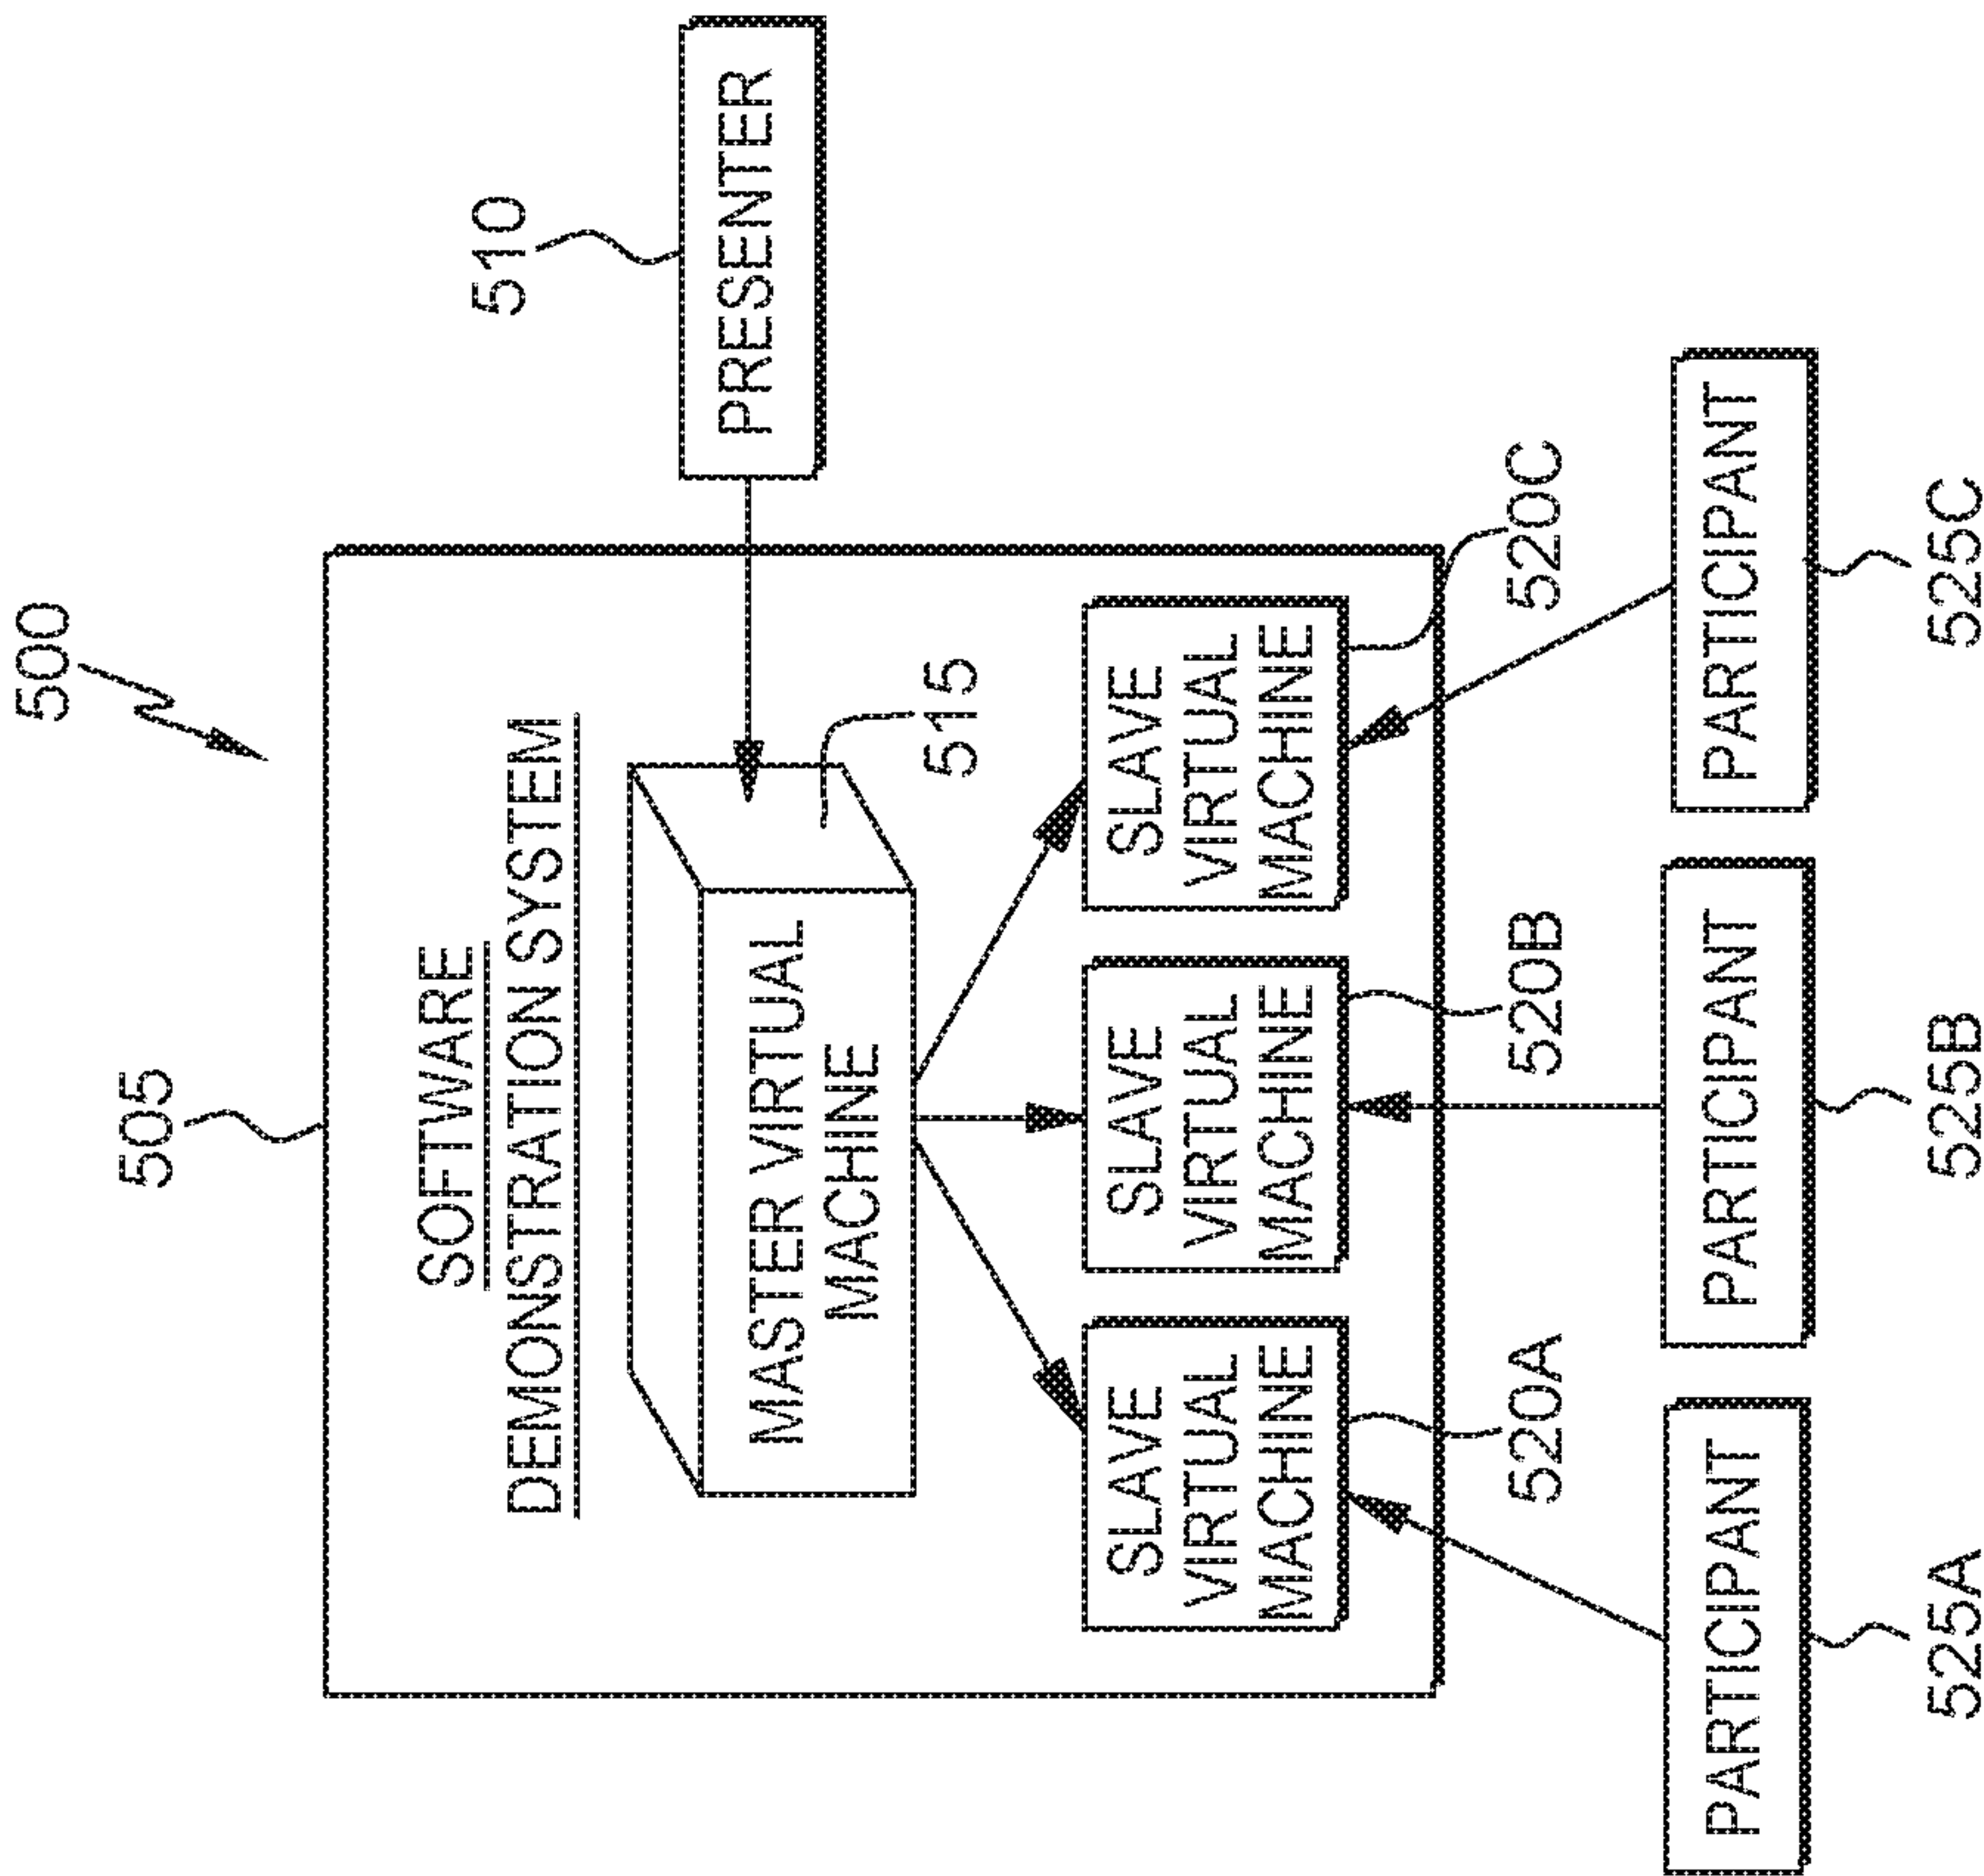 500
505
SOFTWARE
DEMONSTRATION SYSTEM
510
PRESENTER
MASTER VIRTUAL
MACHINE
515
SLAVE
VIRTUAL
MACHINE
520A
SLAVE
VIRTUAL
MACHINE
520B
SLAVE
VIRTUAL
MACHINE
520C
PARTICIPANT
525A
PARTICIPANT
525B
PARTICIPANT
525C